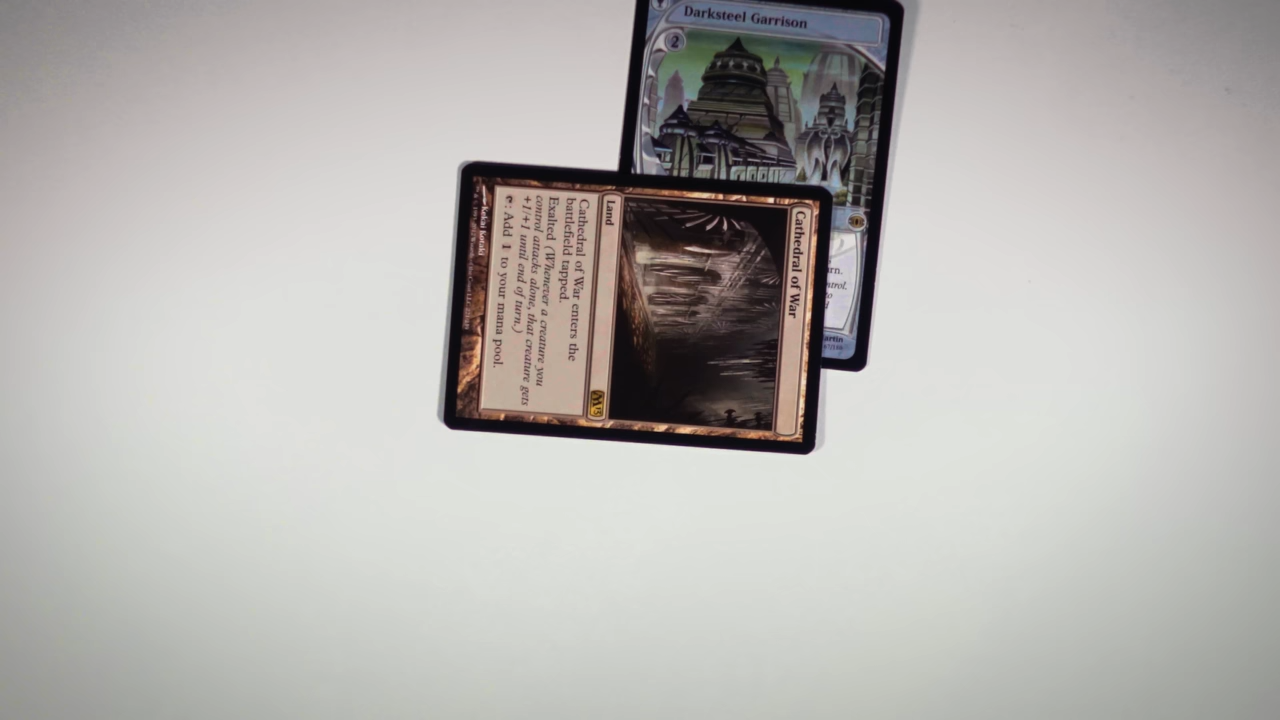 Darksteel Garrison
2
rn.
ntrol.
to
d
artin
Cathedral of War
Land
M13
Cathedral of War enters the
battlefield tapped.
Exalted (Whenever a creature you
control attacks alone, that creature gets
+1/+1 until end of turn.)
: Add 1 to your mana pool.
Kekai Kotaki